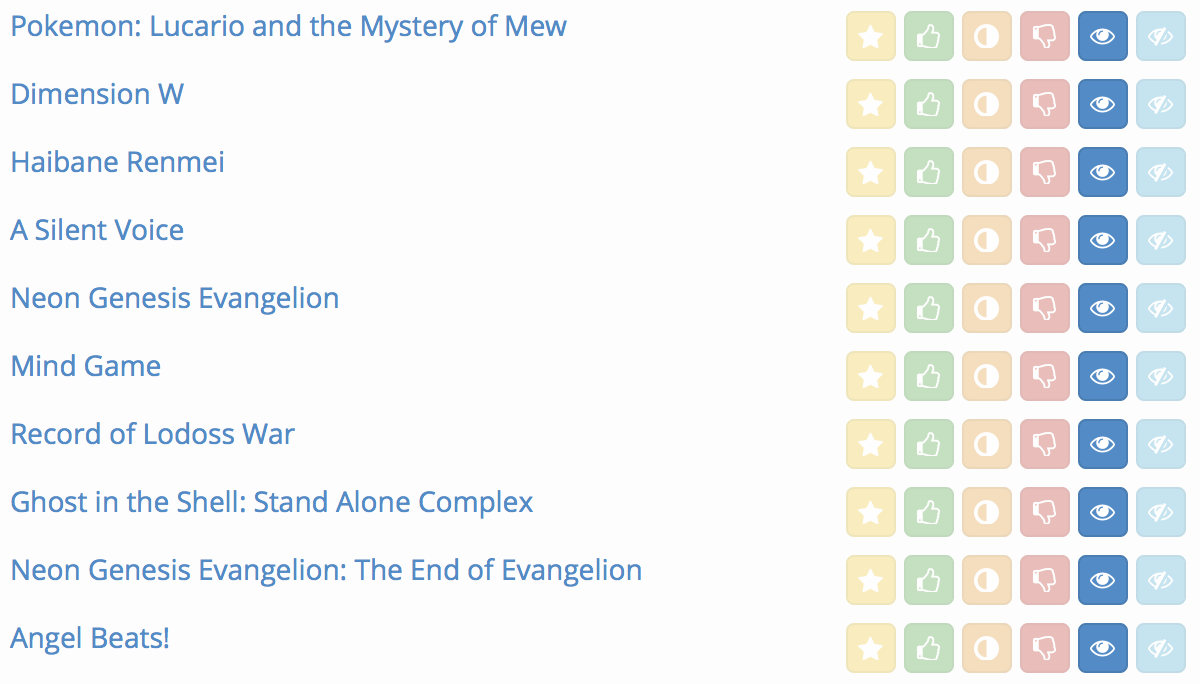 Pokemon: Lucario and the Mystery of Mew
Dimension W
Haibane Renmei
A Silent Voice
Neon Genesis Evangelion
Mind Game
Record of Lodoss War
Ghost in the Shell: Stand Alone Complex
Neon Genesis Evangelion: The End of Evangelion
Angel Beats!